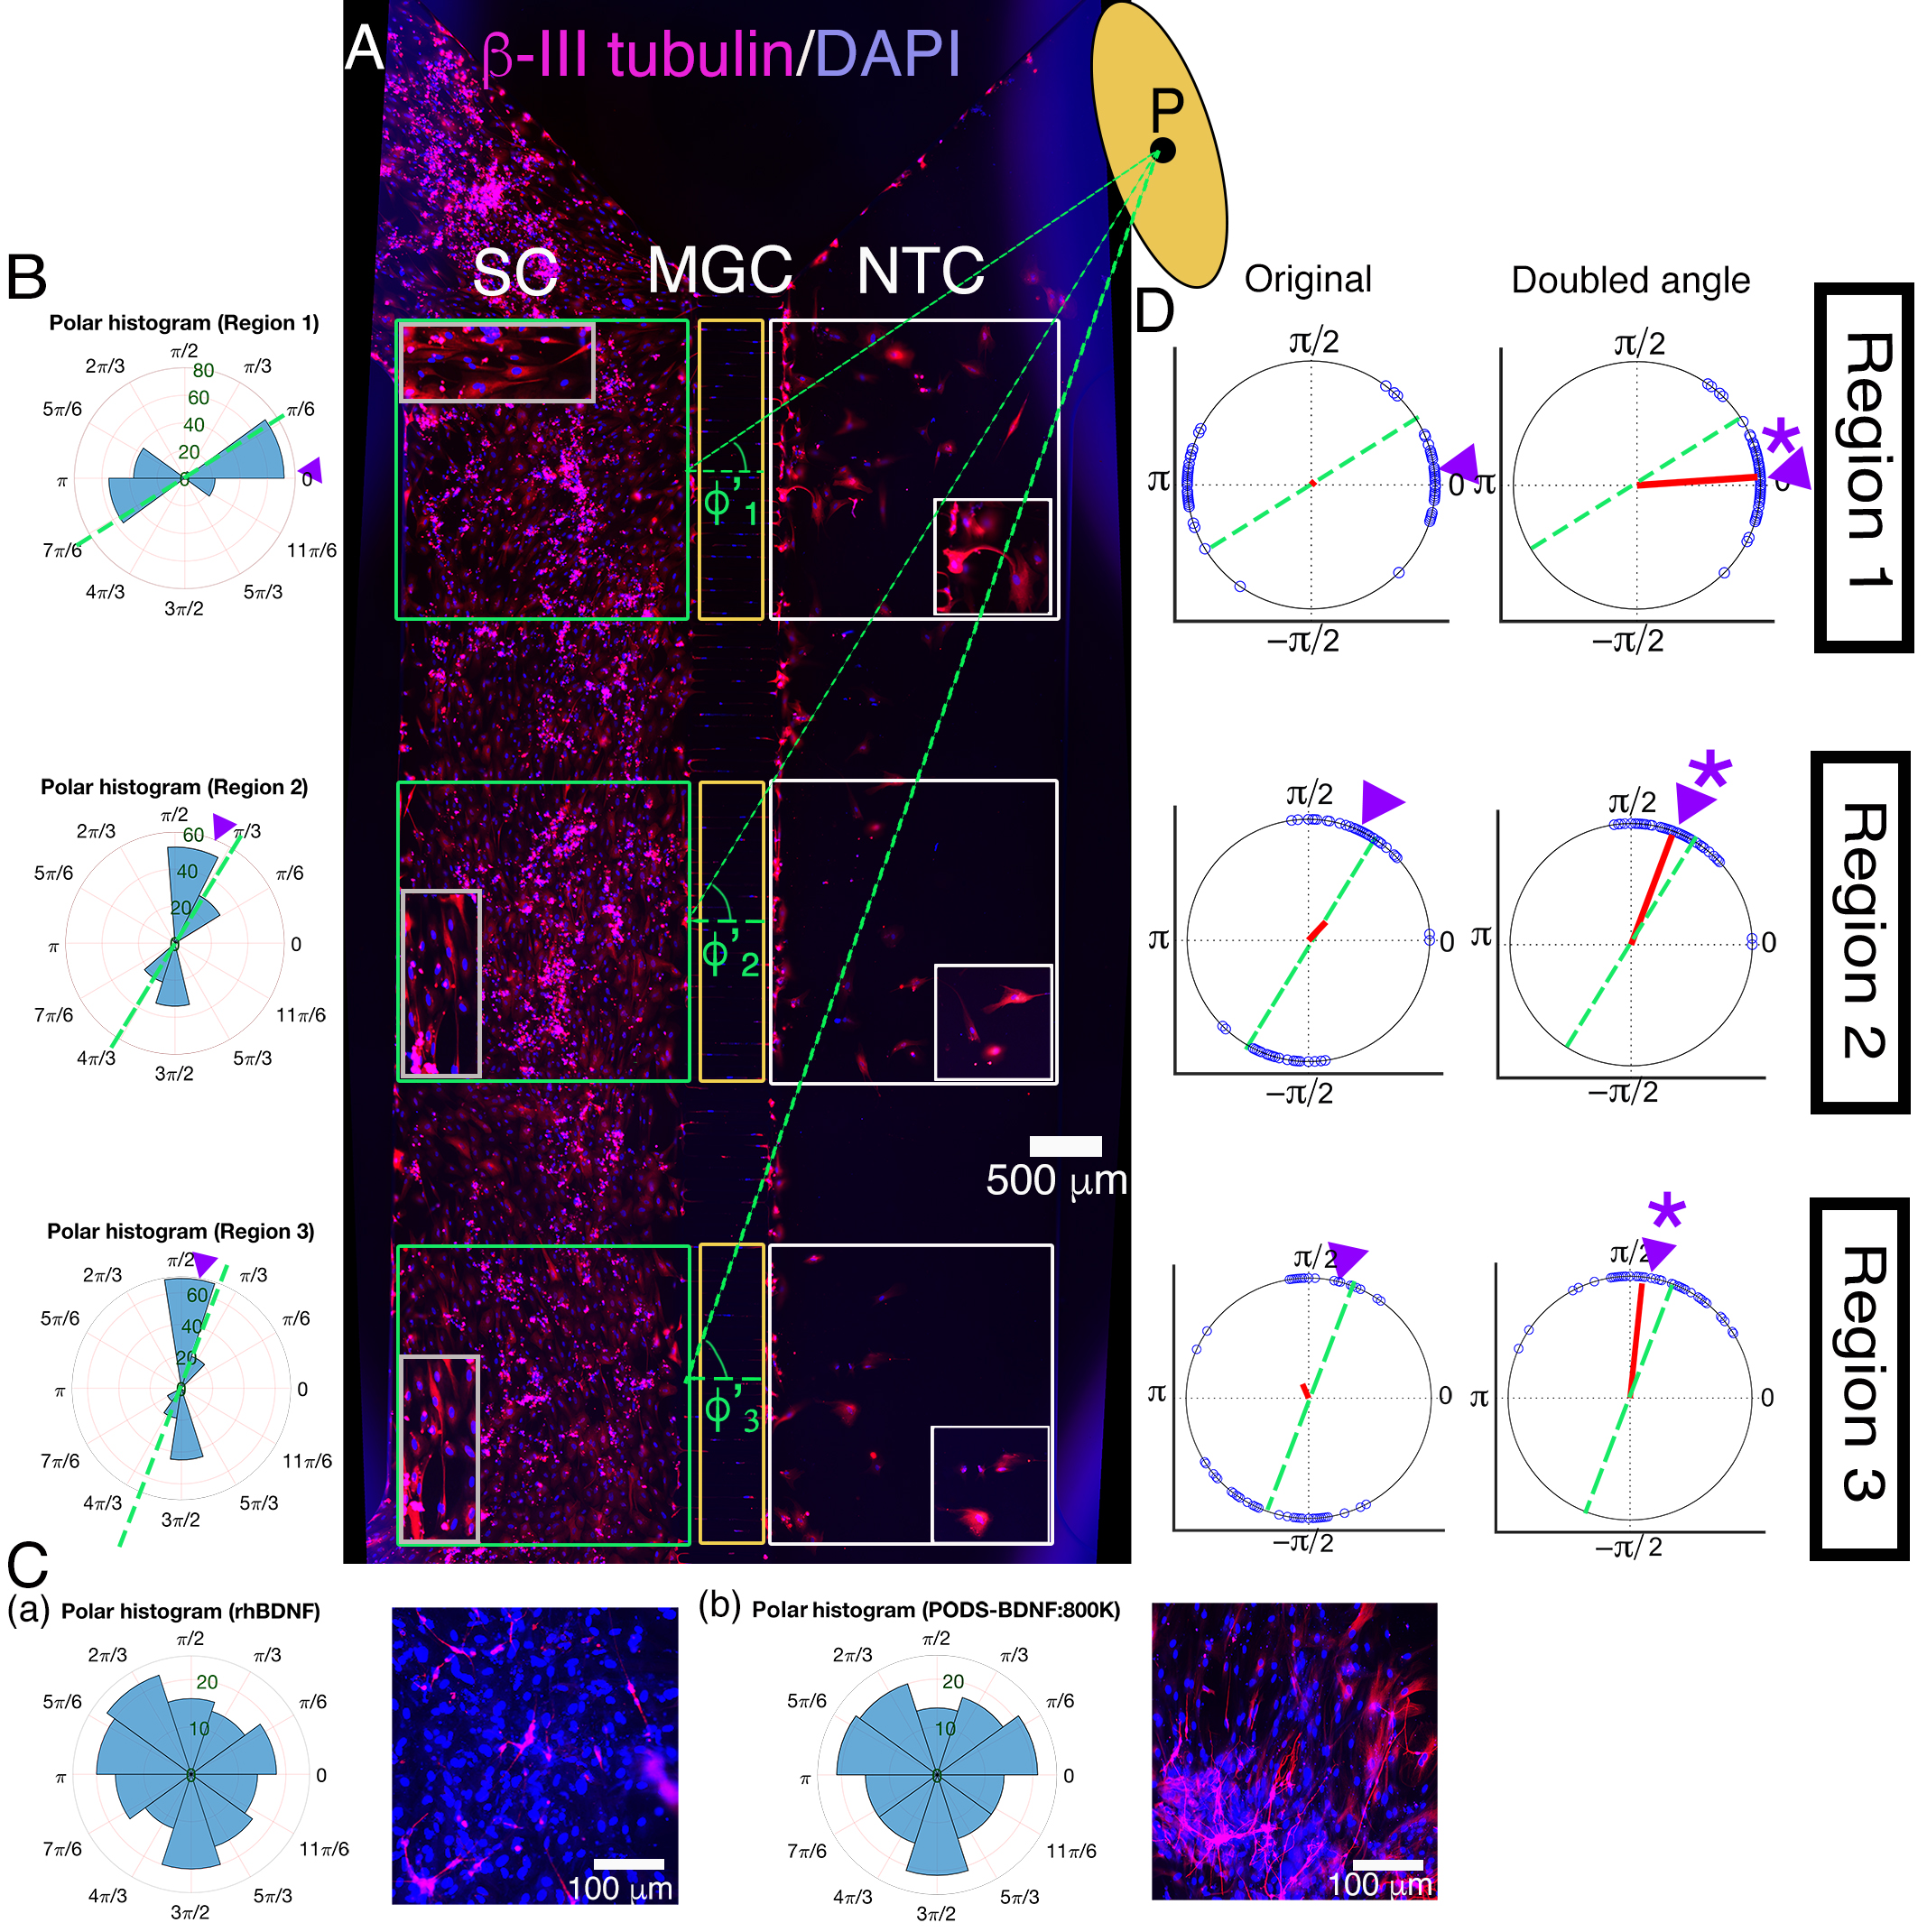 A
β-III tubulin/DAPI
P
SC
MGC
NTC
ϕ'1
ϕ'2
ϕ'3
500 μm
B
Polar histogram (Region 1)
π/2
2π/3
π/3
80
60
40
20
0
5π/6
π/6
π
0
7π/6
11π/6
4π/3
5π/3
3π/2
Polar histogram (Region 2)
π/2
2π/3
π/3
60
40
20
0
5π/6
π/6
π
0
7π/6
11π/6
4π/3
5π/3
3π/2
Polar histogram (Region 3)
π/2
2π/3
π/3
60
40
20
0
5π/6
π/6
π
0
7π/6
11π/6
4π/3
5π/3
3π/2
C
(a)
Polar histogram (rhBDNF)
π/2
2π/3
π/3
20
10
0
5π/6
π/6
π
0
7π/6
11π/6
4π/3
5π/3
3π/2
100 μm
(b)
Polar histogram (PODS-BDNF:800K)
π/2
2π/3
π/3
20
10
0
5π/6
π/6
π
0
7π/6
11π/6
4π/3
5π/3
3π/2
100 μm
D
Original
Doubled angle
π/2
π
0
−π/2
π/2
π
0
*
−π/2
Region 1
π/2
π
0
−π/2
π/2
*
π
0
−π/2
Region 2
π/2
π
0
−π/2
π/2
*
π
0
−π/2
Region 3